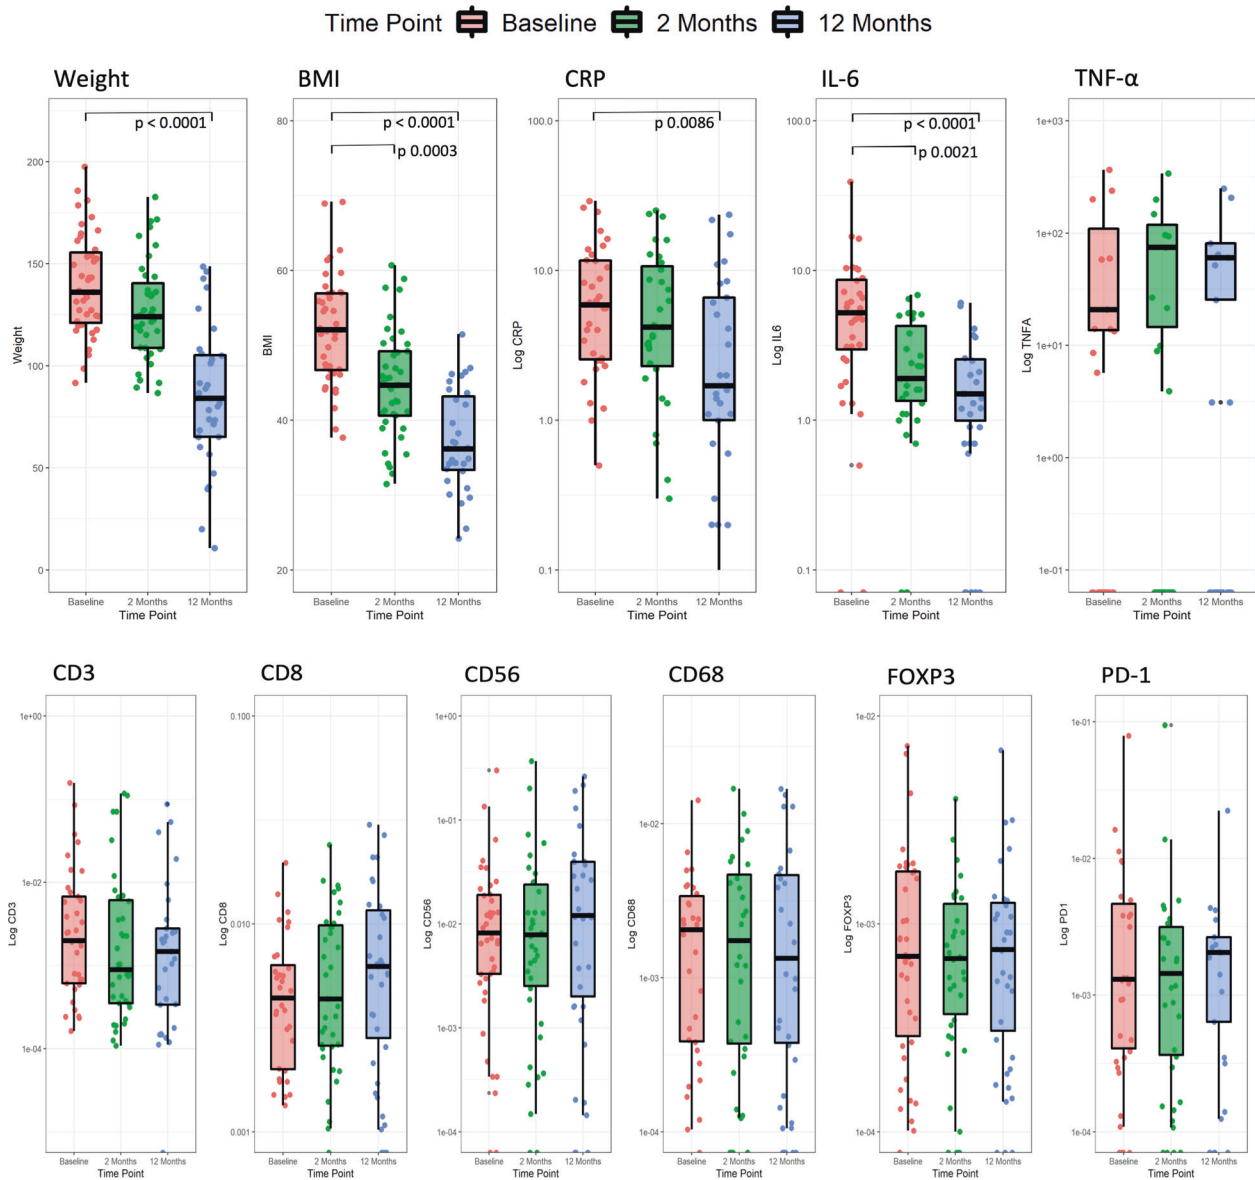 Time Point Baseline 2 Months 12 Months
Weight
BMI
CRP
IL-6
TNF-α
p < 0.0001
200
150
100
50
0
Weight
Baseline 2 Months 12 Months
Time Point
p < 0.0001
p 0.0003
80
60
40
20
BMI
Baseline 2 Months 12 Months
Time Point
p 0.0086
100.0
10.0
1.0
0.1
Log CRP
Baseline 2 Months 12 Months
Time Point
p < 0.0001
p 0.0021
100.0
10.0
1.0
0.1
Log IL6
Baseline 2 Months 12 Months
Time Point
1e+03
1e+02
1e+01
1e+00
1e-01
Log TNFA
Baseline 2 Months 12 Months
Time Point
CD3
CD8
CD56
CD68
FOXP3
PD-1
1e+00
1e-02
1e-04
Log CD3
Baseline 2 Months 12 Months
Time Point
0.100
0.010
0.001
Log CD8
Baseline 2 Months 12 Months
Time Point
1e+00
1e-01
1e-02
1e-03
1e-04
Log CD56
Baseline 2 Months 12 Months
Time Point
1e-02
1e-03
1e-04
Log CD68
Baseline 2 Months 12 Months
Time Point
1e-02
1e-03
1e-04
Log FOXP3
Baseline 2 Months 12 Months
Time Point
1e-01
1e-02
1e-03
1e-04
Log PD1
Baseline 2 Months 12 Months
Time Point